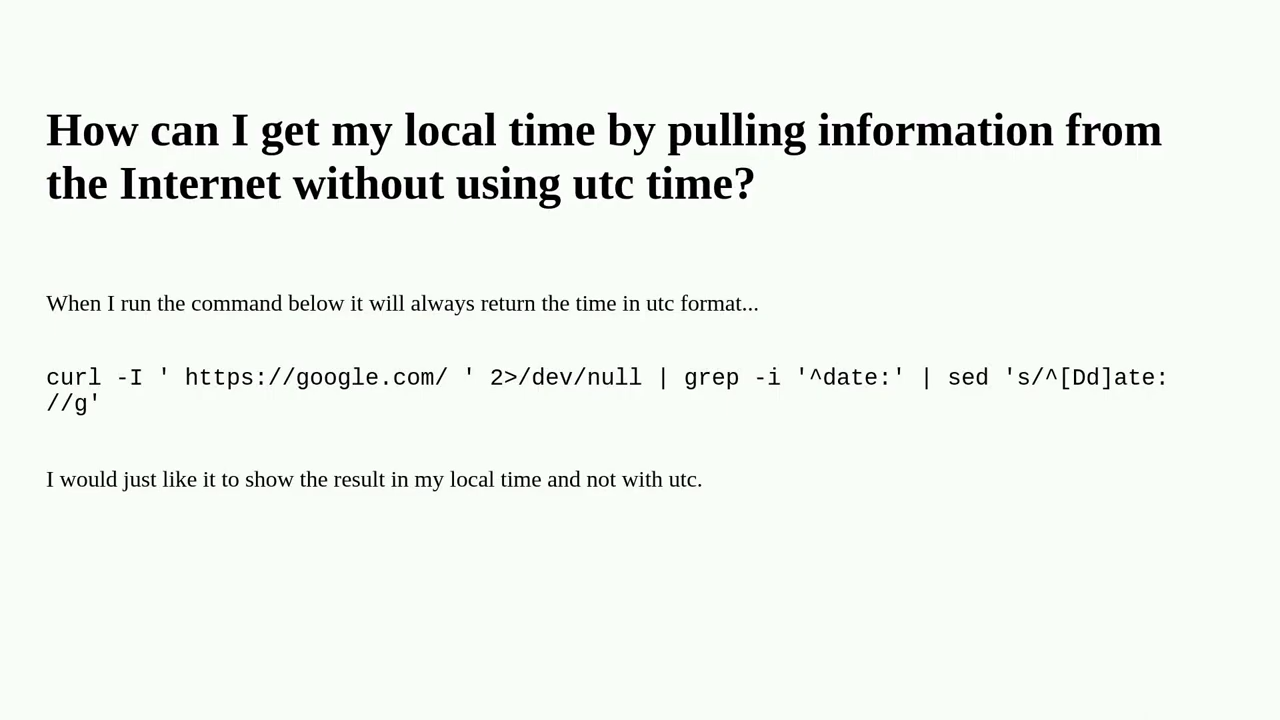 How can I get my local time by pulling information from
the Internet without using utc time?
When I run the command below it will always return the time in utc format...
curl -I ' https://google.com/ ' 2>/dev/null | grep -i '^date:' | sed 's/^[Dd]ate:
//g'
I would just like it to show the result in my local time and not with utc.